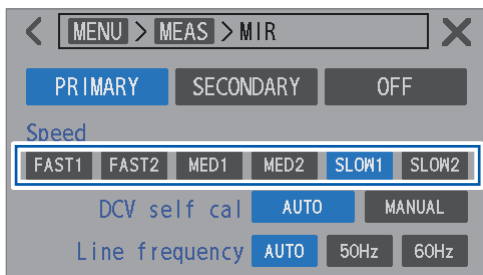 < MENU > MEAS > MIR X
PRIMARY SECONDARY OFF
Speed
FAST1 FAST2 MED1 MED2 SLOW1 SLOW2
DCV self cal AUTO MANUAL
Line frequency AUTO 50Hz 60Hz